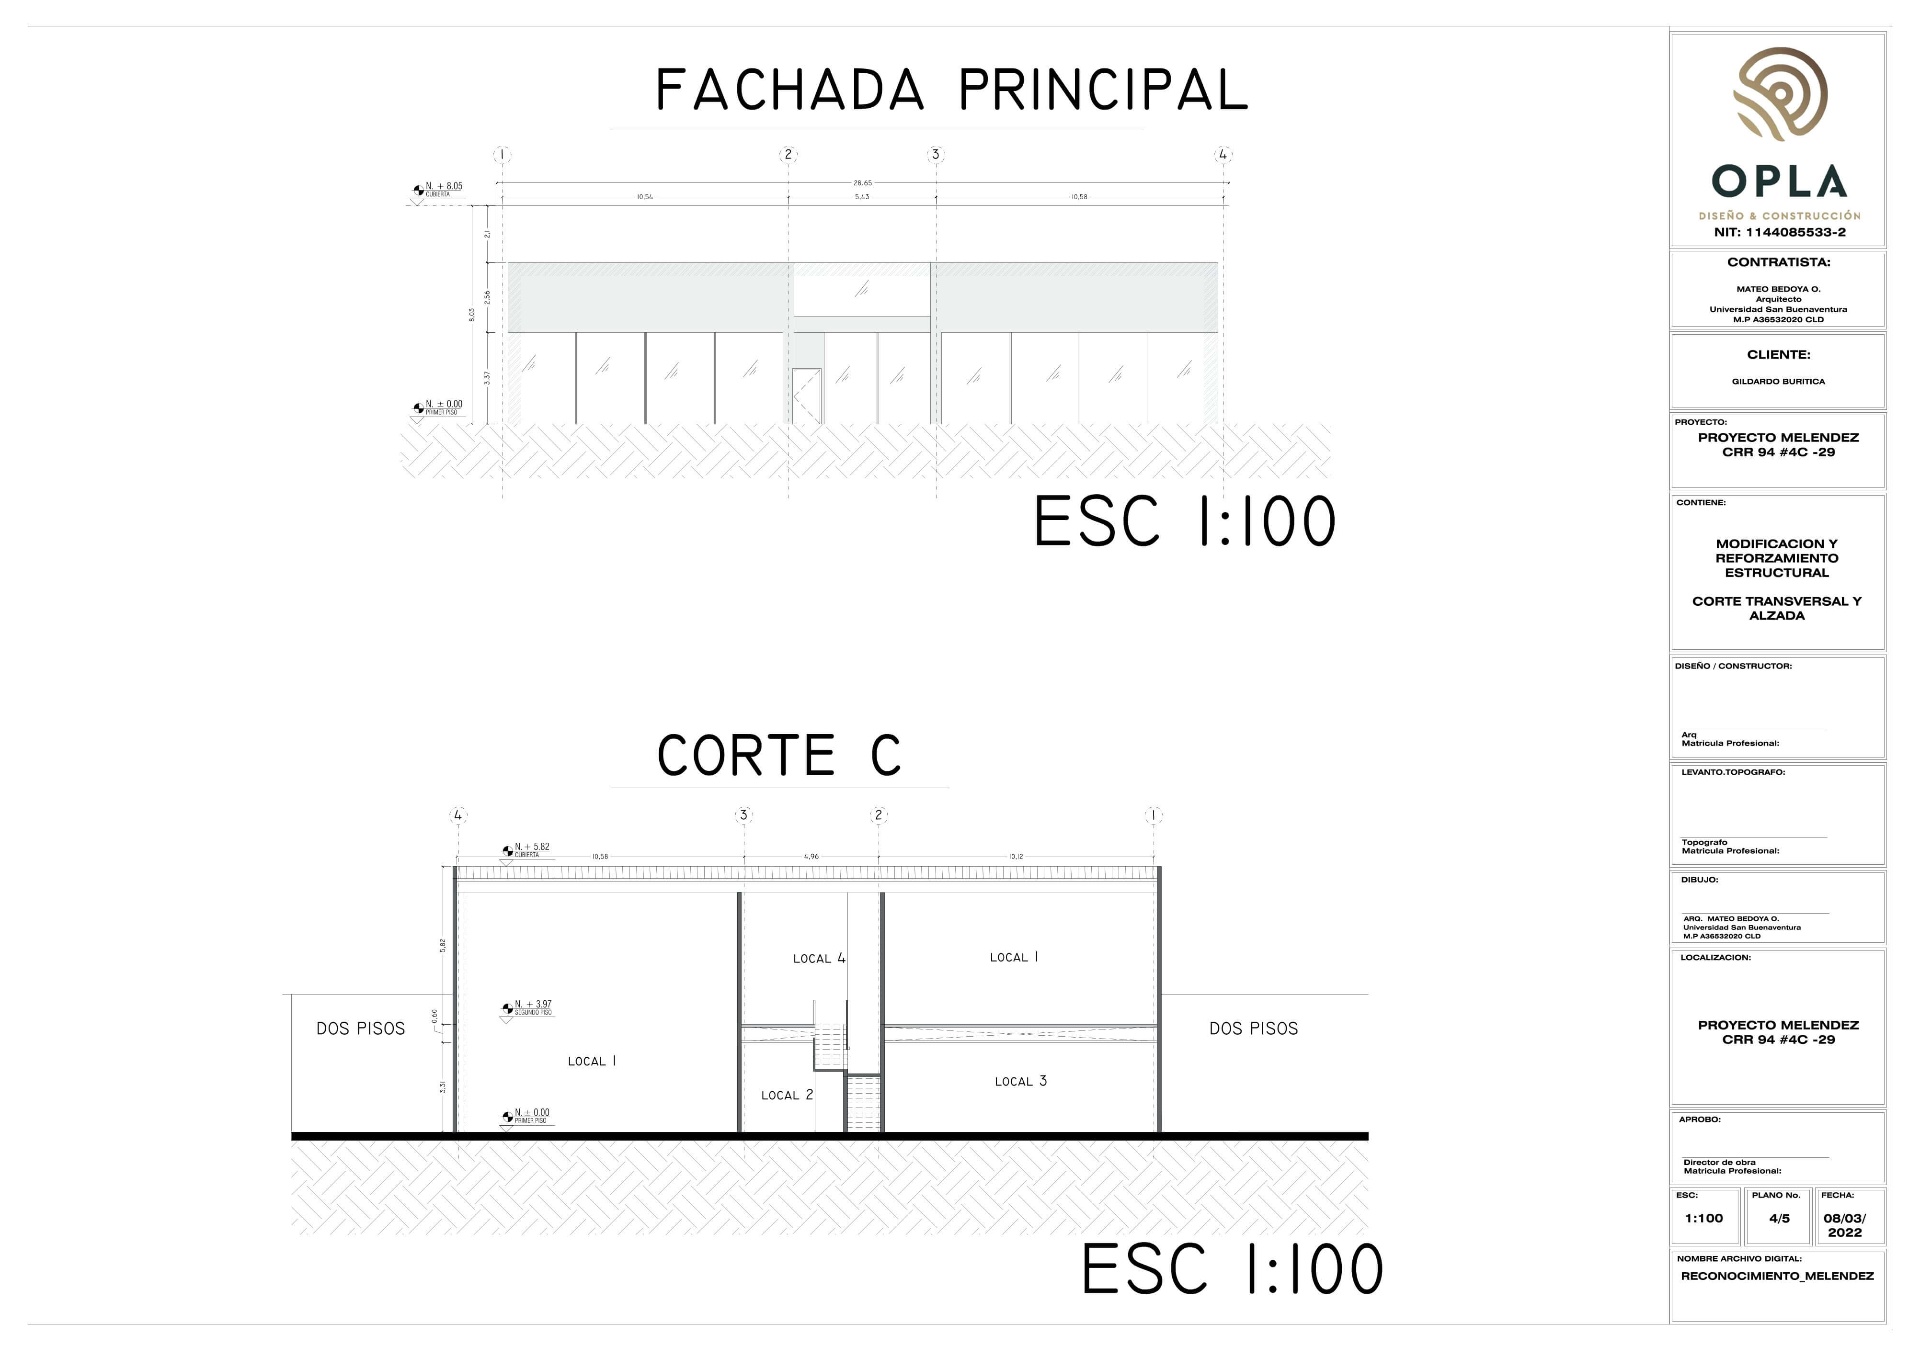 FACHADA PRINCIPAL
1
2
3
4
N. + 8.05
CUBIERTA
26.65
10,54
5,43
10,58
2,1
2,56
8,03
3,37
N. ± 0.00
PRIMER PISO
ESC 1:100
CORTE C
4
3
2
1
N. + 5.82
CUBIERTA
10,58
4,96
10,12
5,82
LOCAL 4
LOCAL 1
N. + 3.97
SEGUNDO PISO
0,60
DOS PISOS
DOS PISOS
LOCAL 1
LOCAL 2
LOCAL 3
3,31
N. ± 0.00
PRIMER PISO
ESC 1:100
OPLA
DISEÑO & CONSTRUCCIÓN
NIT: 1144085533-2
CONTRATISTA:
MATEO BEDOYA O.
Arquitecto
Universidad San Buenaventura
M.P A36532020 CLD
CLIENTE:
GILDARDO BURITICA
PROYECTO:
PROYECTO MELENDEZ
CRR 94 #4C -29
CONTIENE:
MODIFICACION Y
REFORZAMIENTO
ESTRUCTURAL
CORTE TRANSVERSAL Y
ALZADA
DISEÑO / CONSTRUCTOR:
Arq
Matricula Profesional:
LEVANTO.TOPOGRAFO:
Topografo
Matricula Profesional:
DIBUJO:
ARQ. MATEO BEDOYA O.
Universidad San Buenaventura
M.P A36532020 CLD
LOCALIZACION:
PROYECTO MELENDEZ
CRR 94 #4C -29
APROBO:
Director de obra
Matricula Profesional:
ESC:
1:100
PLANO No.
4/5
FECHA:
08/03/
2022
NOMBRE ARCHIVO DIGITAL:
RECONOCIMIENTO_MELENDEZ